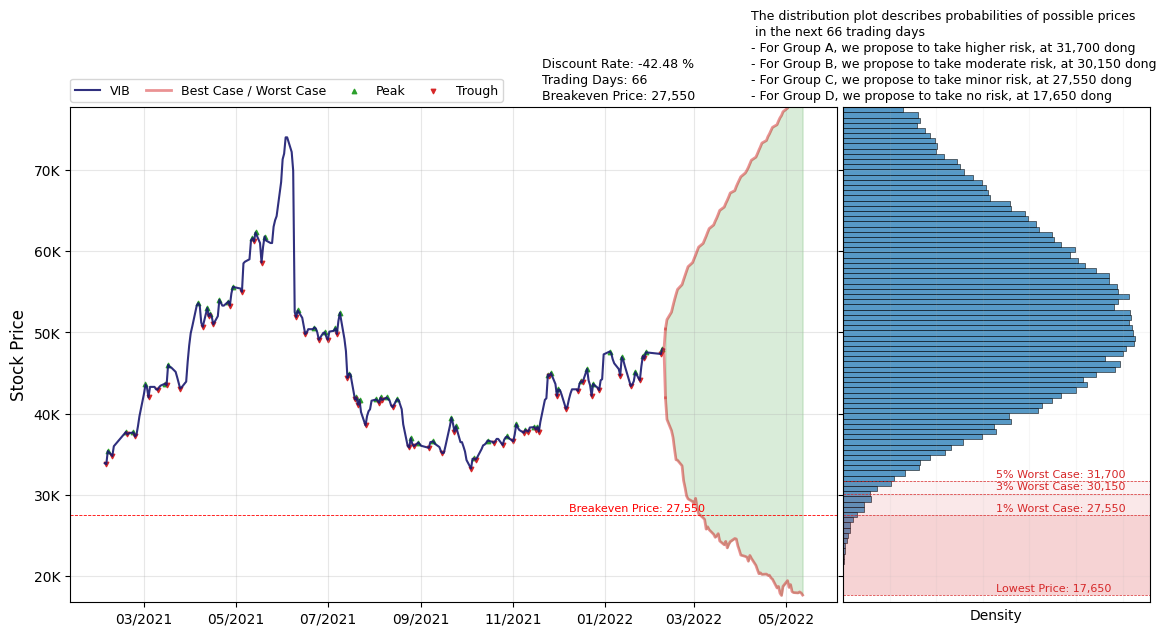 The distribution plot describes probabilities of possible prices
in the next 66 trading days
- For Group A, we propose to take higher risk, at 31,700 dong
- For Group B, we propose to take moderate risk, at 30,150 dong
- For Group C, we propose to take minor risk, at 27,550 dong
- For Group D, we propose to take no risk, at 17,650 dong
Discount Rate: -42.48 %
Trading Days: 66
Breakeven Price: 27,550
VIB
Best Case / Worst Case
Peak
Trough
Stock Price
70K
60K
50K
40K
30K
20K
Breakeven Price: 27,550
03/2021
05/2021
07/2021
09/2021
11/2021
01/2022
03/2022
05/2022
5% Worst Case: 31,700
3% Worst Case: 30,150
1% Worst Case: 27,550
Lowest Price: 17,650
Density